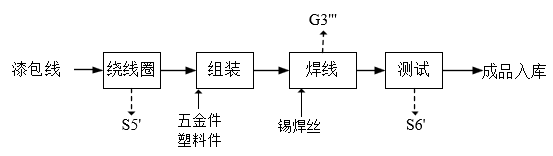 G3'''
漆包线
绕线圈
组装
焊线
测试
成品入库
S5'
五金件
塑料件
锡焊丝
S6'